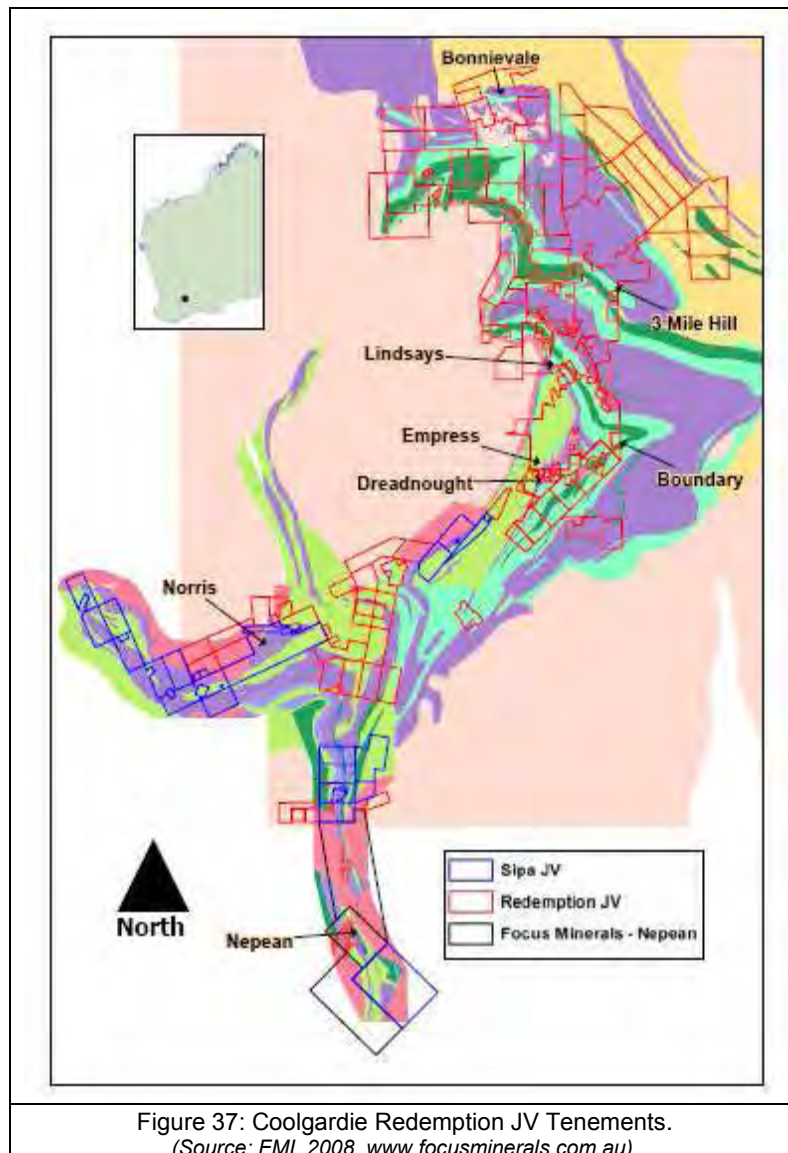 Bonnievale
3 Mile Hill
Lindsays
Empress
Dreadnought
Boundary
Norris
Nepean
North
Sipa JV
Redemption JV
Focus Minerals - Nepean
Figure 37: Coolgardie Redemption JV Tenements.
(Source: FML, 2008, www.focusminerals.com.au)